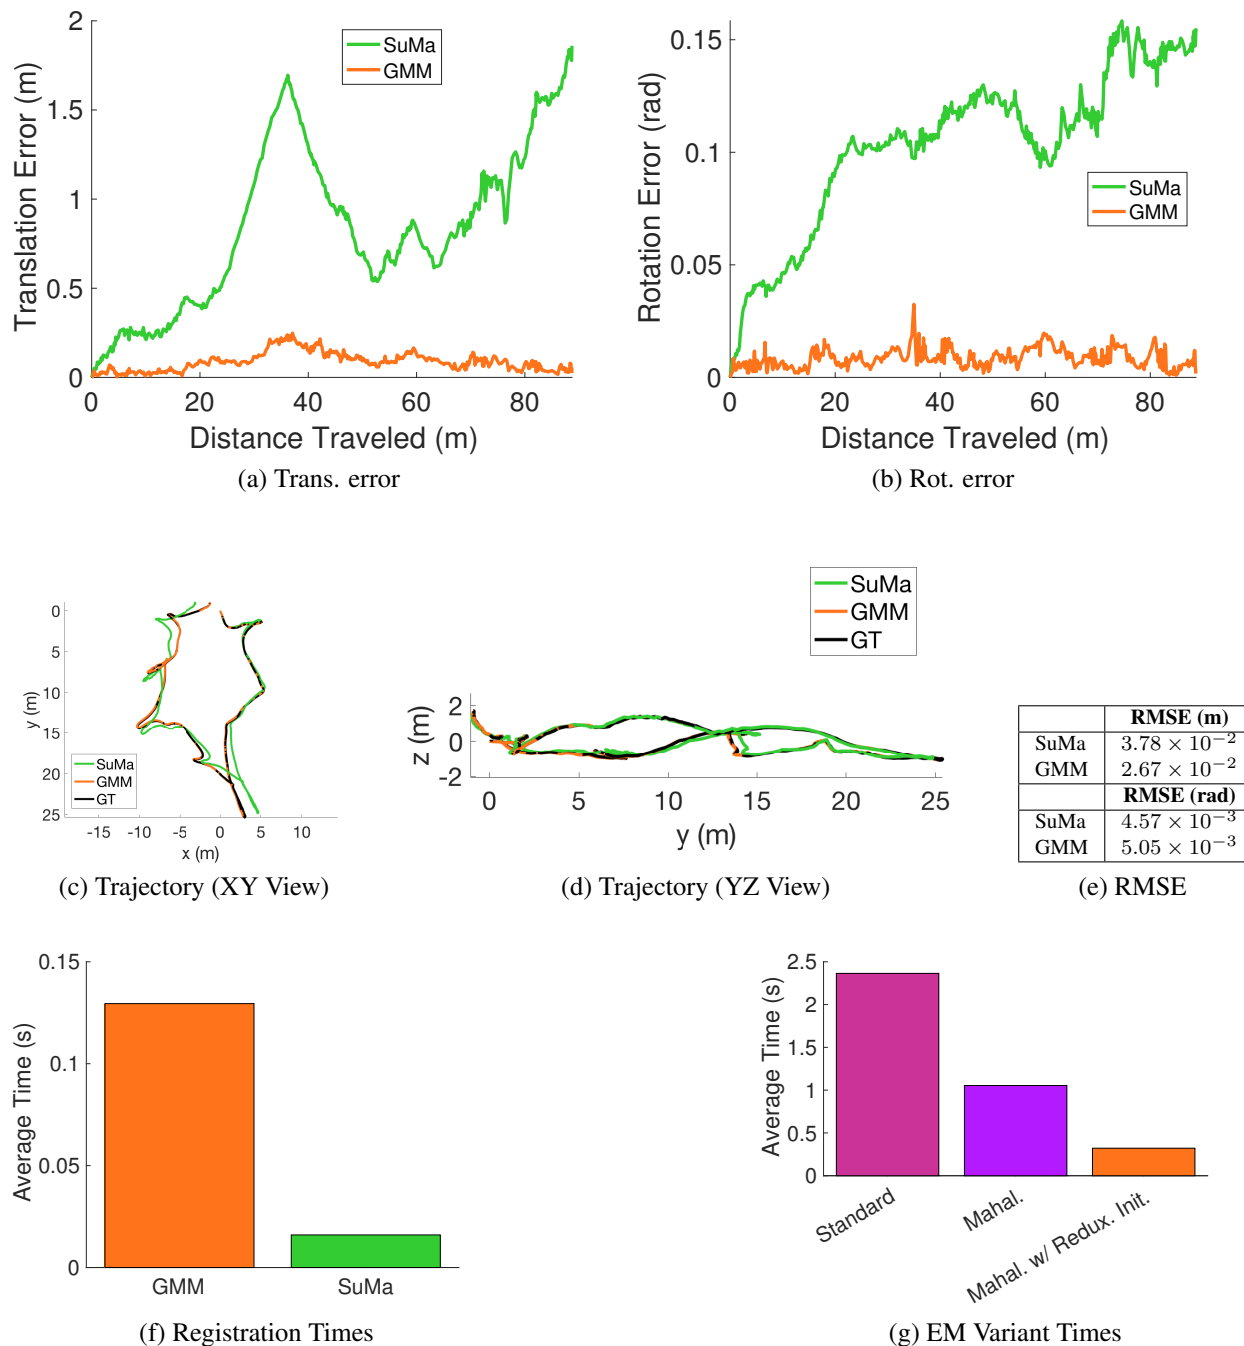 2
1.5
1
0.5
0
0 20 40 60 80
Translation Error (m)
Distance Traveled (m)
SuMa
GMM
(a) Trans. error
0.15
0.1
0.05
0
0 20 40 60 80
Rotation Error (rad)
Distance Traveled (m)
SuMa
GMM
(b) Rot. error
0
5
10
15
20
25
-15 -10 -5 0 5 10
y (m)
x (m)
SuMa
GMM
GT
(c) Trajectory (XY View)
SuMa
GMM
GT
2
0
-2
0 5 10 15 20 25
z (m)
y (m)
(d) Trajectory (YZ View)
RMSE (m)
SuMa 3.78 × 10⁻²
GMM 2.67 × 10⁻²
RMSE (rad)
SuMa 4.57 × 10⁻³
GMM 5.05 × 10⁻³
(e) RMSE
0.15
0.1
0.05
0
Average Time (s)
GMM SuMa
(f) Registration Times
2.5
2
1.5
1
0.5
0
Average Time (s)
Standard
Mahal.
Mahal. w/ Redux. Init.
(g) EM Variant Times